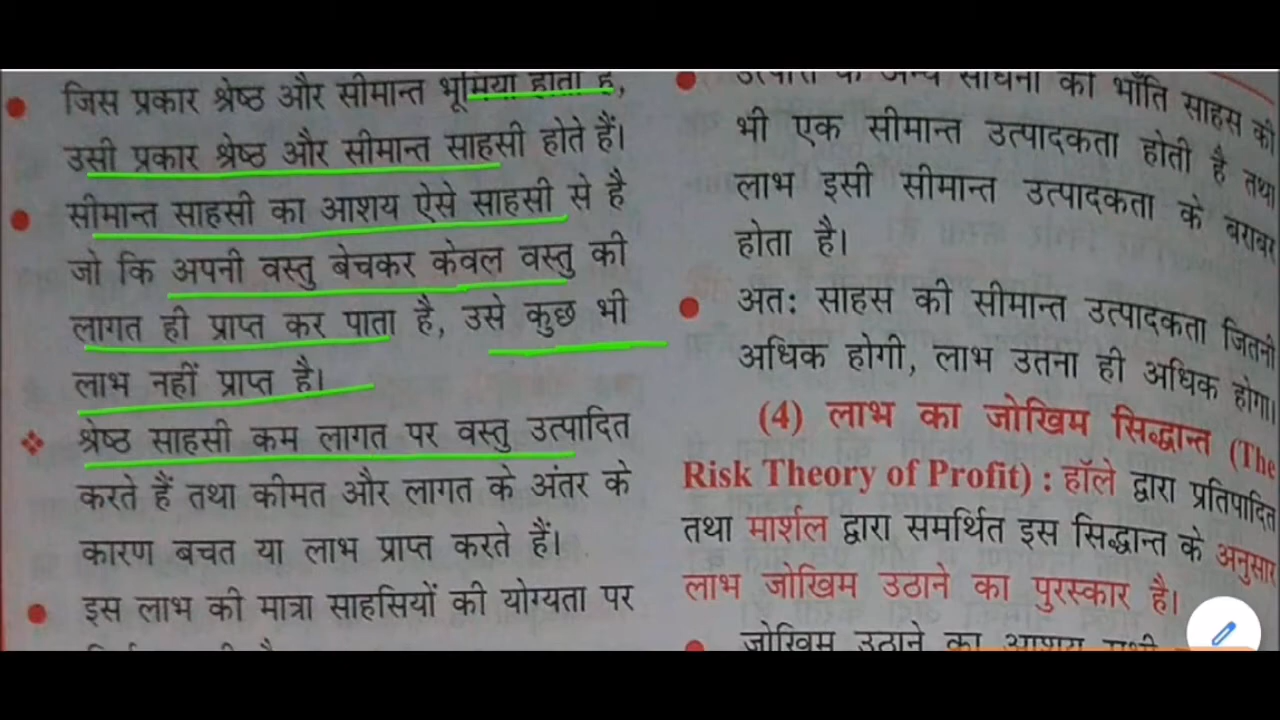 जिस प्रकार श्रेष्ठ और सीमान्त भूमिया होता है,
उसी प्रकार श्रेष्ठ और सीमान्त साहसी होते हैं।
सीमान्त साहसी का आशय ऐसे साहसी से है
जो कि अपनी वस्तु बेचकर केवल वस्तु की
लागत ही प्राप्त कर पाता है, उसे कुछ भी
लाभ नहीं प्राप्त है।
श्रेष्ठ साहसी कम लागत पर वस्तु उत्पादित
करते हैं तथा कीमत और लागत के अंतर के
कारण बचत या लाभ प्राप्त करते हैं।
इस लाभ की मात्रा साहसियों की योग्यता पर
के अन्य साधनों की भाँति साहस की
भी एक सीमान्त उत्पादकता होती है तथा
लाभ इसी सीमान्त उत्पादकता के बराबर
होता है।
अतः साहस की सीमान्त उत्पादकता जितनी
अधिक होगी, लाभ उतना ही अधिक होगा।
(4) लाभ का जोखिम सिद्धान्त (The
Risk Theory of Profit) : हॉले द्वारा प्रतिपादित
तथा मार्शल द्वारा समर्थित इस सिद्धान्त के अनुसार
लाभ जोखिम उठाने का पुरस्कार है।
जोखिम उठाने का आशय